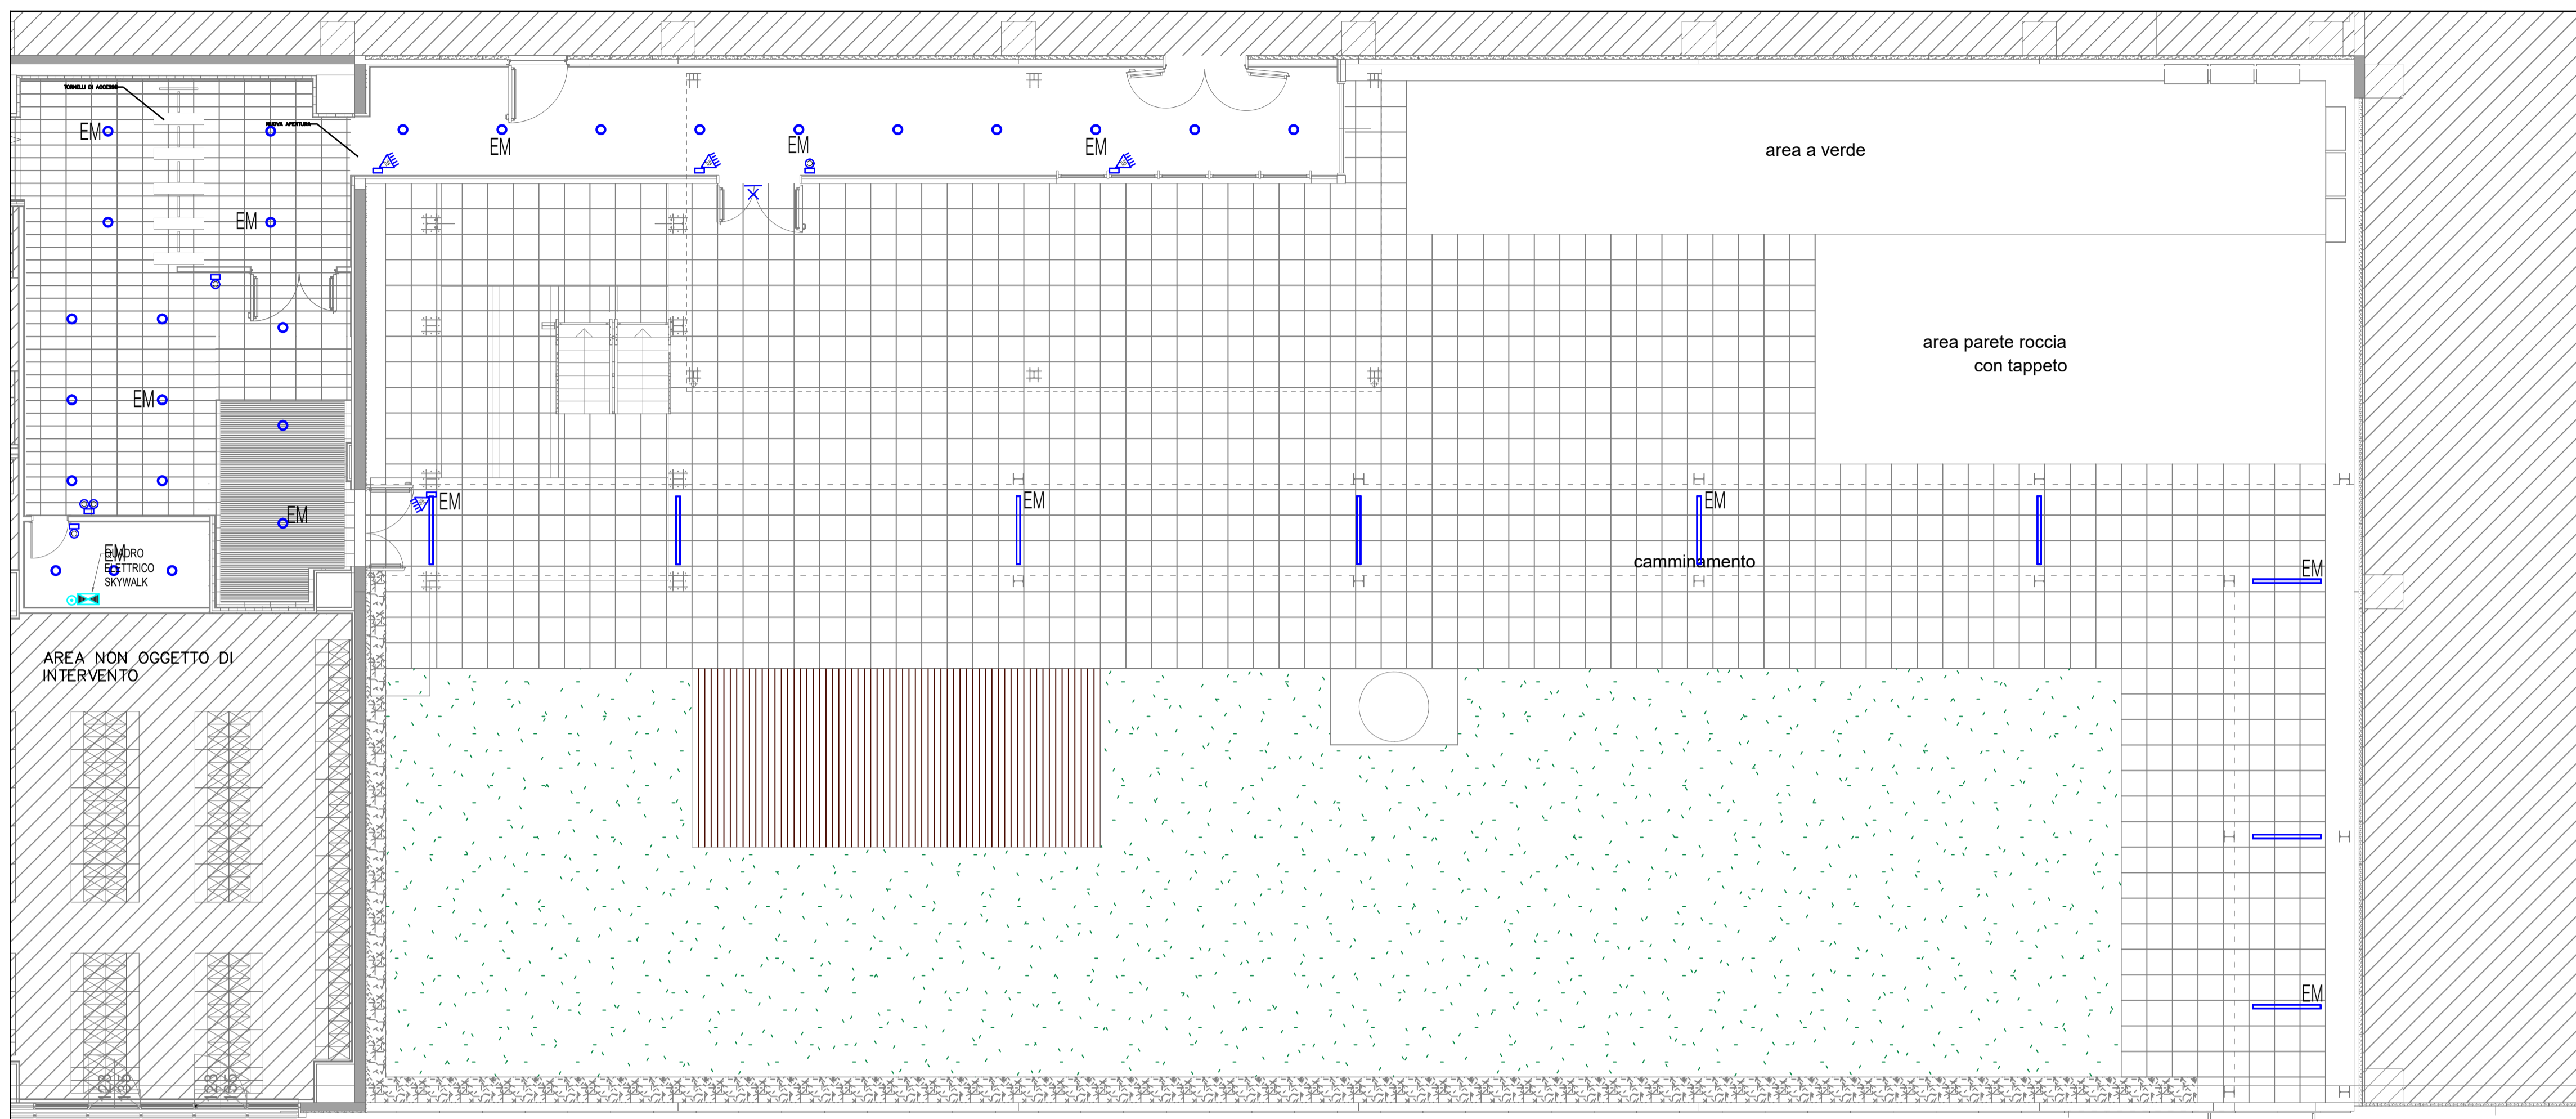 TORNELLI DI ACCESSO
NUOVA APERTURA
EM
EM
EM
EM
EM
EM
EM
EM
EM
QUADRO
ELETTRICO
SKYWALK
area a verde
area parete roccia
con tappeto
EM
EM
EM
camminamento
EM
EM
AREA NON OGGETTO DI
INTERVENTO